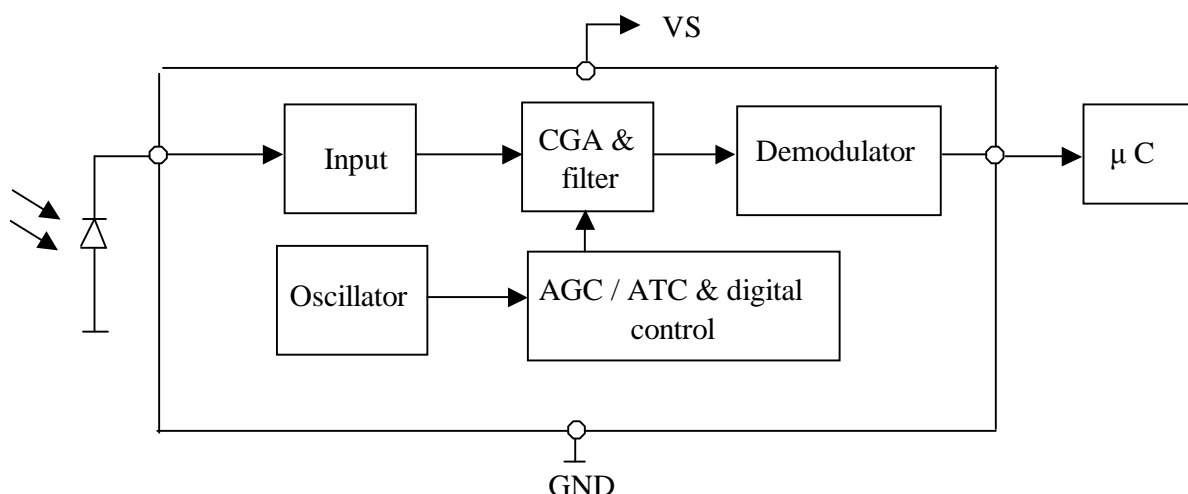 VS
Input
CGA &
filter
Demodulator
μ C
Oscillator
AGC / ATC & digital
control
GND